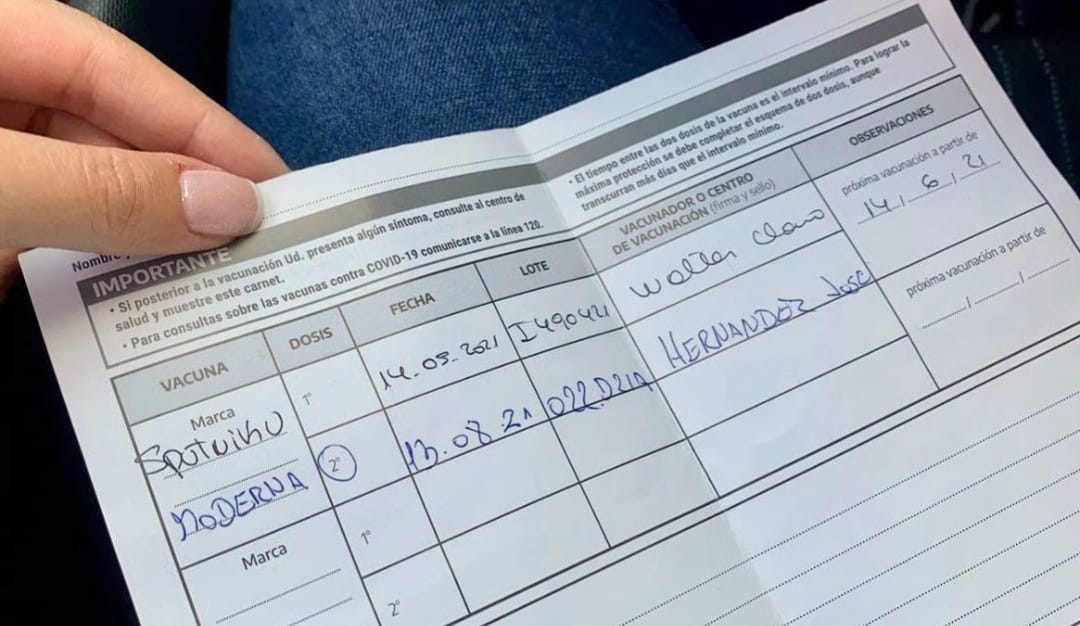 Nombre y
IMPORTANTE
• Si posterior a la vacunación Ud. presenta algún síntoma, consulte al centro de
salud y muestre este carnet.
• Para consultas sobre las vacunas contra COVID-19 comunicarse a la línea 120.
• El tiempo entre las dos dosis de la vacuna es el intervalo mínimo. Para lograr la
máxima protección se debe completar el esquema de dos dosis, aunque
transcurran más días que el intervalo mínimo.
VACUNA DOSIS FECHA LOTE VACUNADOR O CENTRO DE VACUNACIÓN (firma y sello) OBSERVACIONES
Marca
Sputnik V 1° 14.05.2021 I490421 Walter
próxima vacunación a partir de
14, 6, 21
MODERNA 2° 13.08.21 022D21A HERNANDEZ José
próxima vacunación a partir de
/ /
Marca
1°
2°